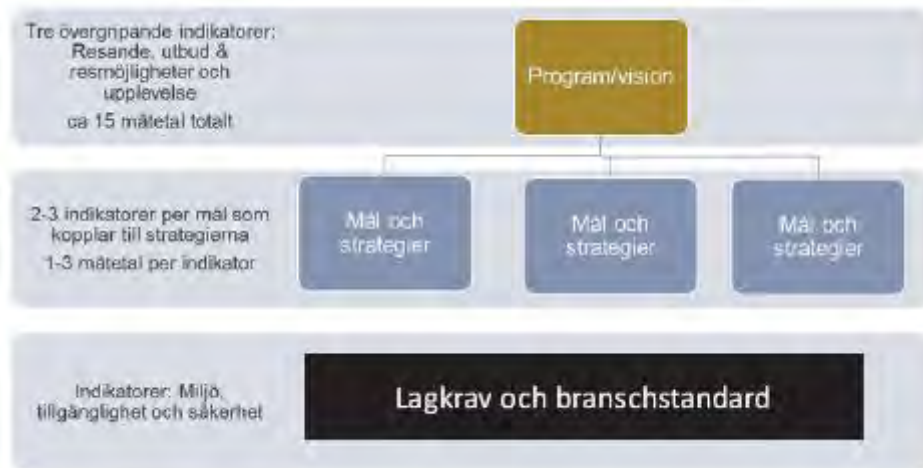 Tre övergripande indikatorer:
Resande, utbud &
resmöjligheter och
upplevelse
ca 15 mätetal totalt
Program/vision
2-3 indikatorer per mål som
kopplar till strategierna
1-3 mätetal per indikator
Mål och
strategier
Mål och
strategier
Mål och
strategier
Indikatorer: Miljö,
tillgänglighet och säkerhet
Lagkrav och branschstandard